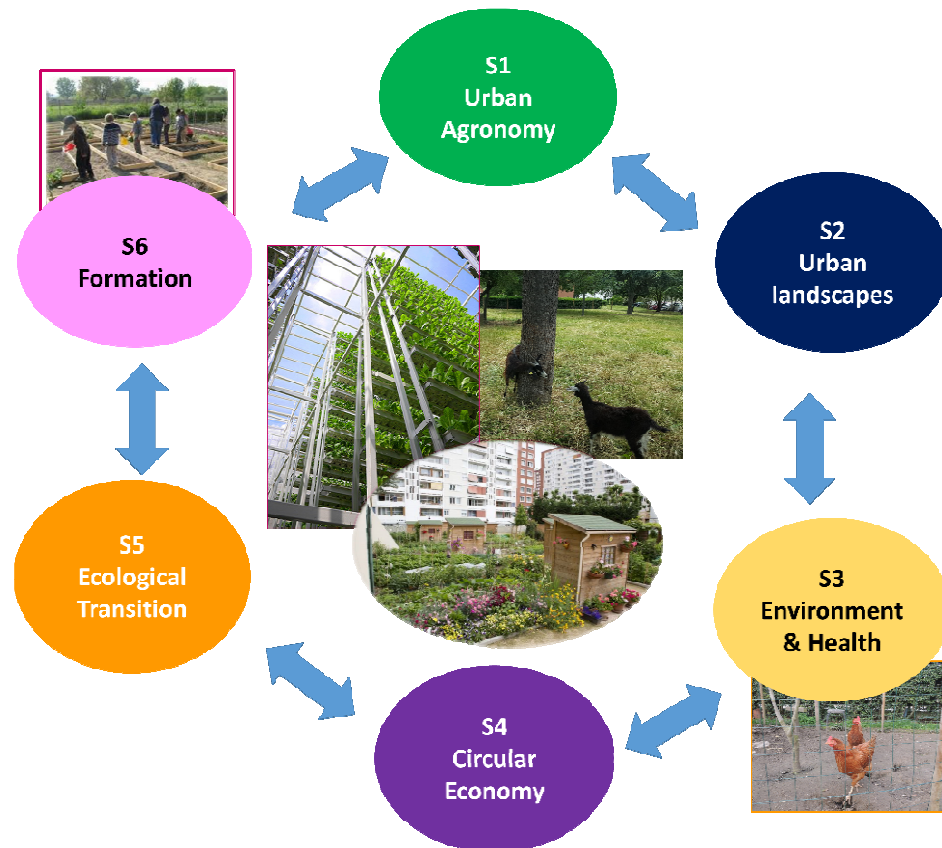 S1
Urban
Agronomy
S2
Urban
landscapes
S3
Environment
& Health
S4
Circular
Economy
S5
Ecological
Transition
S6
Formation